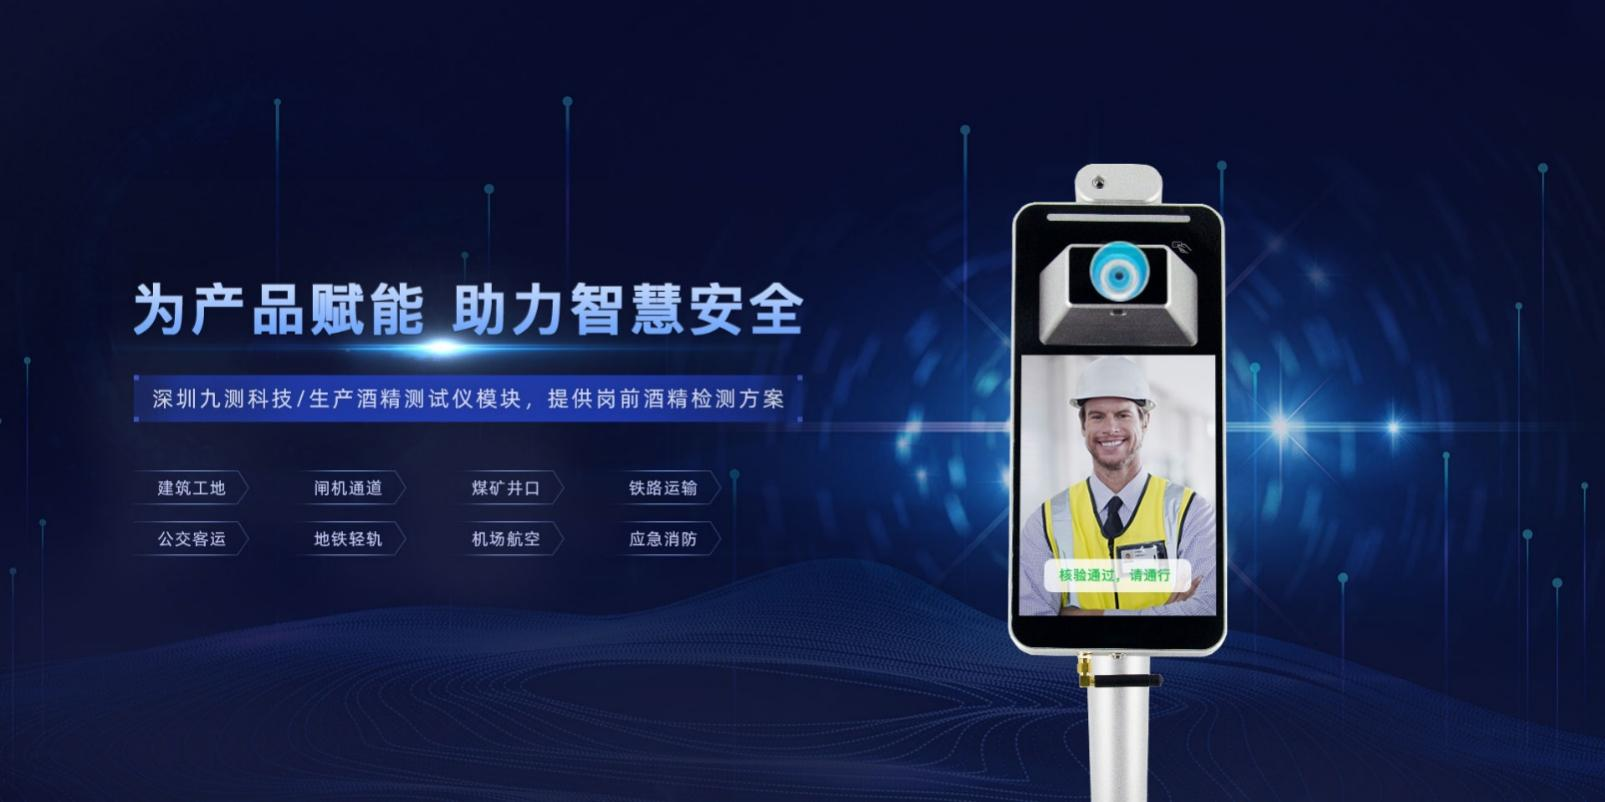 为产品赋能 助力智慧安全
深圳九测科技/生产酒精测试仪模块，提供岗前酒精检测方案
建筑工地 闸机通道 煤矿井口 铁路运输
公交客运 地铁轻轨 机场航空 应急消防
核验通过，请通行